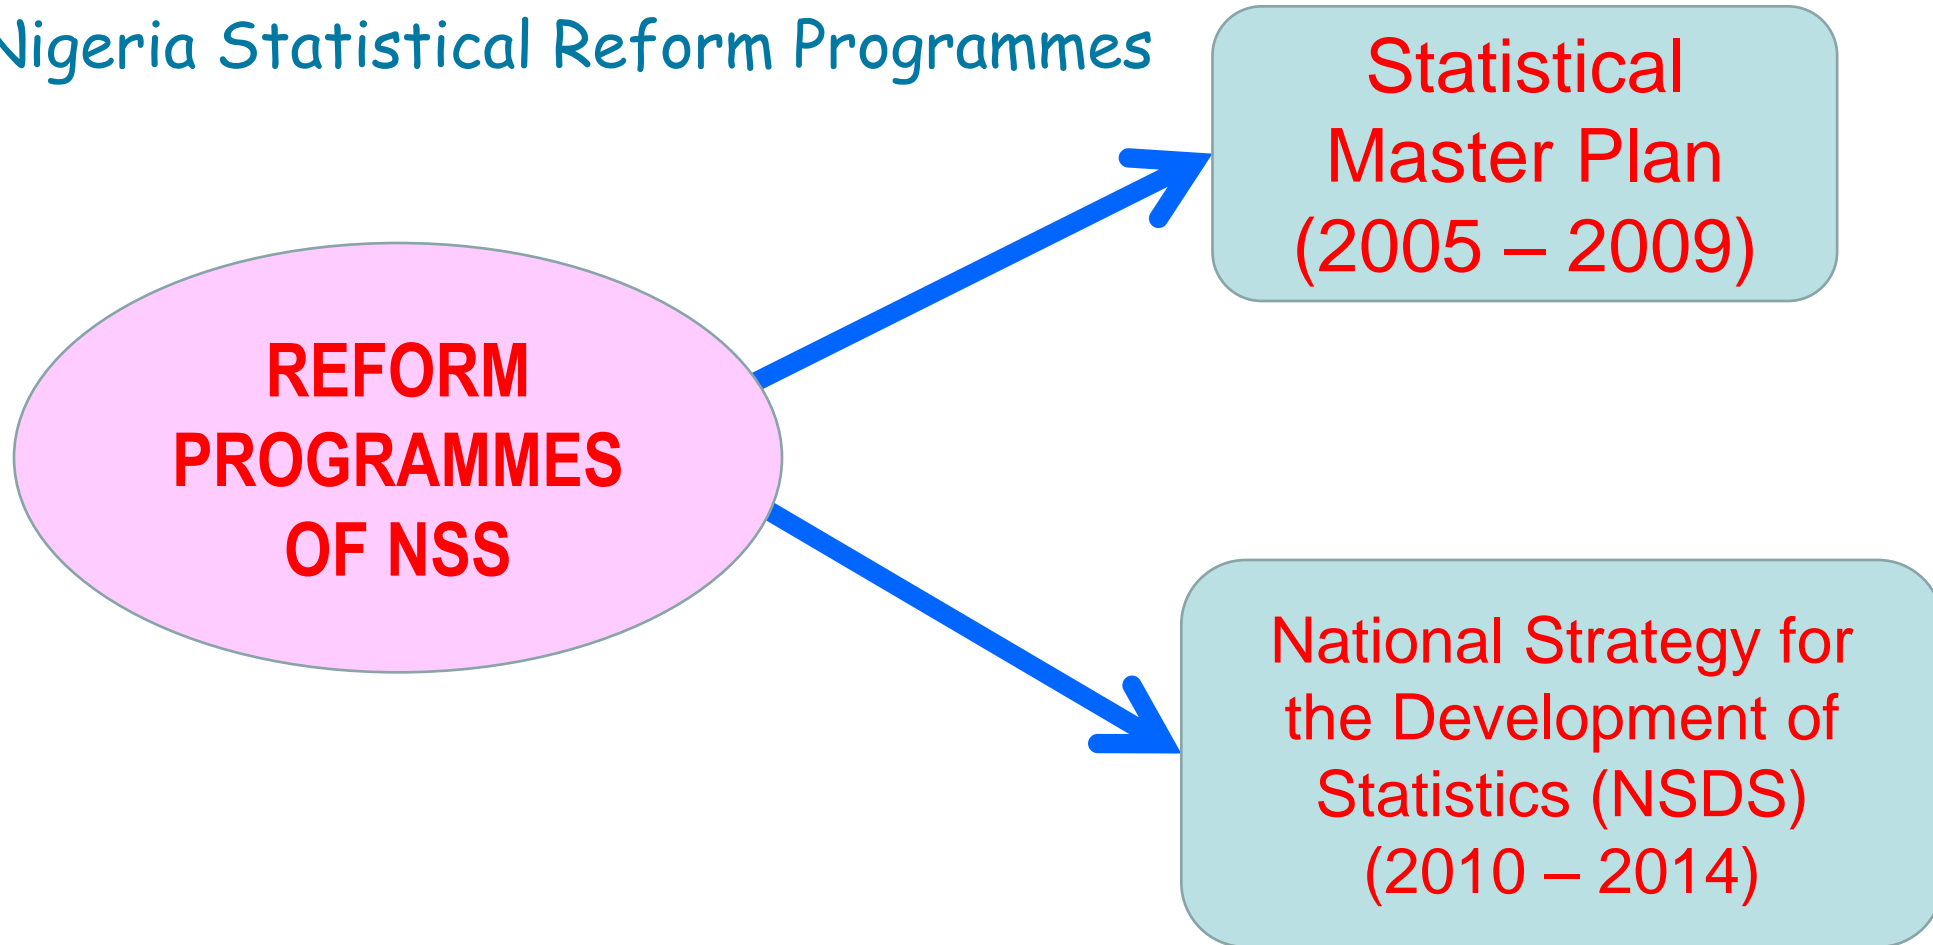 Nigeria Statistical Reform Programmes
Statistical
Master Plan
(2005 – 2009)
REFORM
PROGRAMMES
OF NSS
National Strategy for
the Development of
Statistics (NSDS)
(2010 – 2014)